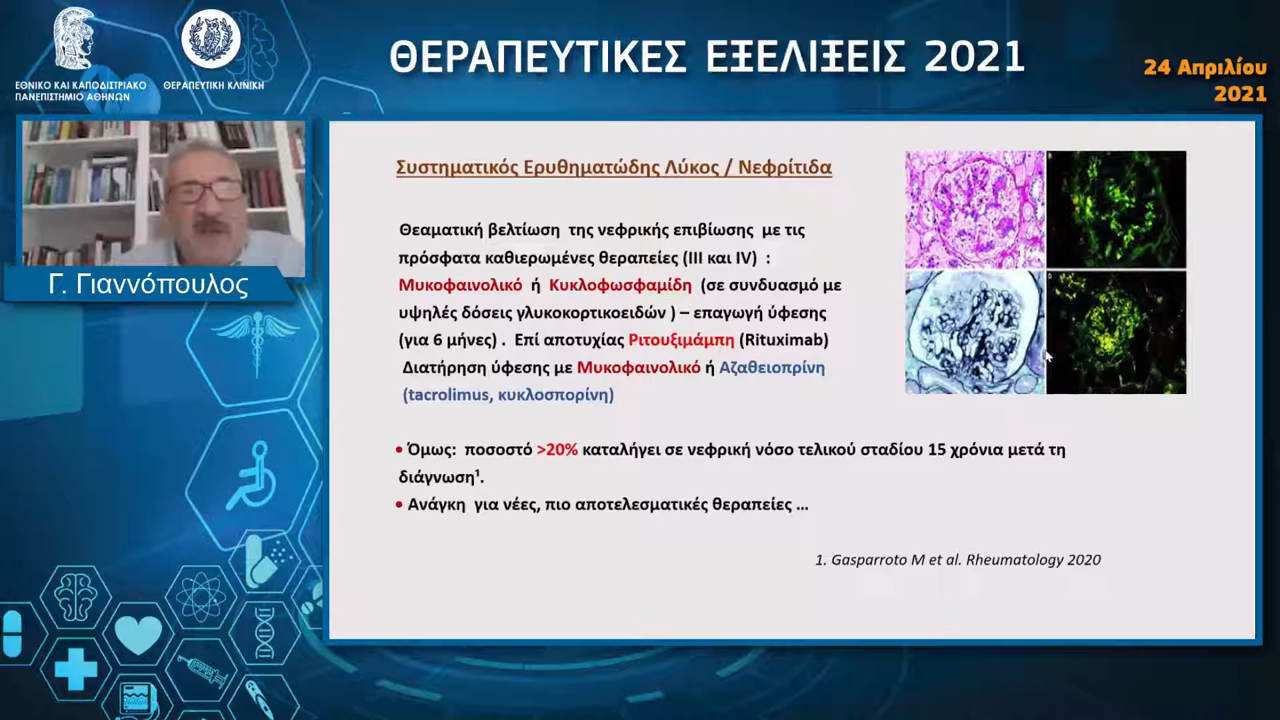 ΕΘΝΙΚΟ ΚΑΙ ΚΑΠΟΔΙΣΤΡΙΑΚΟ
ΠΑΝΕΠΙΣΤΗΜΙΟ ΑΘΗΝΩΝ
ΘΕΡΑΠΕΥΤΙΚΗ ΚΛΙΝΙΚΗ
ΘΕΡΑΠΕΥΤΙΚΕΣ ΕΞΕΛΙΞΕΙΣ 2021
24 Απριλίου
2021
Γ. Γιαννόπουλος
Συστηματικός Ερυθηματώδης Λύκος / Νεφρίτιδα
Θεαματική βελτίωση της νεφρικής επιβίωσης με τις
πρόσφατα καθιερωμένες θεραπείες (III και IV) :
Μυκοφαινολικό ή Κυκλοφωσφαμίδη (σε συνδυασμό με
υψηλές δόσεις γλυκοκορτικοειδών ) – επαγωγή ύφεσης
(για 6 μήνες) . Επί αποτυχίας Ριτουξιμάμπη (Rituximab)
Διατήρηση ύφεσης με Μυκοφαινολικό ή Αζαθειοπρίνη
(tacrolimus, κυκλοσπορίνη)
• Όμως: ποσοστό >20% καταλήγει σε νεφρική νόσο τελικού σταδίου 15 χρόνια μετά τη
διάγνωση¹.
• Ανάγκη για νέες, πιο αποτελεσματικές θεραπείες ...
1. Gasparroto M et al. Rheumatology 2020